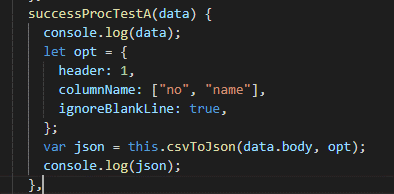 successProcTestA(data) {
console.log(data);
let opt = {
header: 1,
columnName: ["no", "name"],
ignoreBlankLine: true,
};
var json = this.csvToJson(data.body, opt);
console.log(json);
},